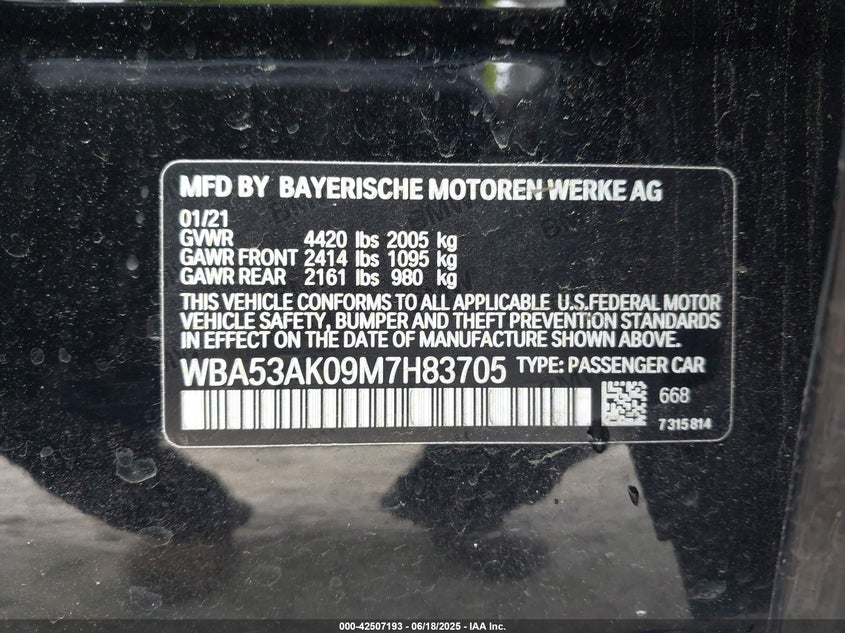 MFD BY BAYERISCHE MOTOREN WERKE AG
01/21
GVWR 4420 lbs 2005 kg
GAWR FRONT 2414 lbs 1095 kg
GAWR REAR 2161 lbs 980 kg
THIS VEHICLE CONFORMS TO ALL APPLICABLE U.S.FEDERAL MOTOR
VEHICLE SAFETY, BUMPER AND THEFT PREVENTION STANDARDS
IN EFFECT ON THE DATE OF MANUFACTURE SHOWN ABOVE.
WBA53AK09M7H83705 TYPE: PASSENGER CAR
668
7315814
000-42507193 - 06/18/2025 - IAA Inc.